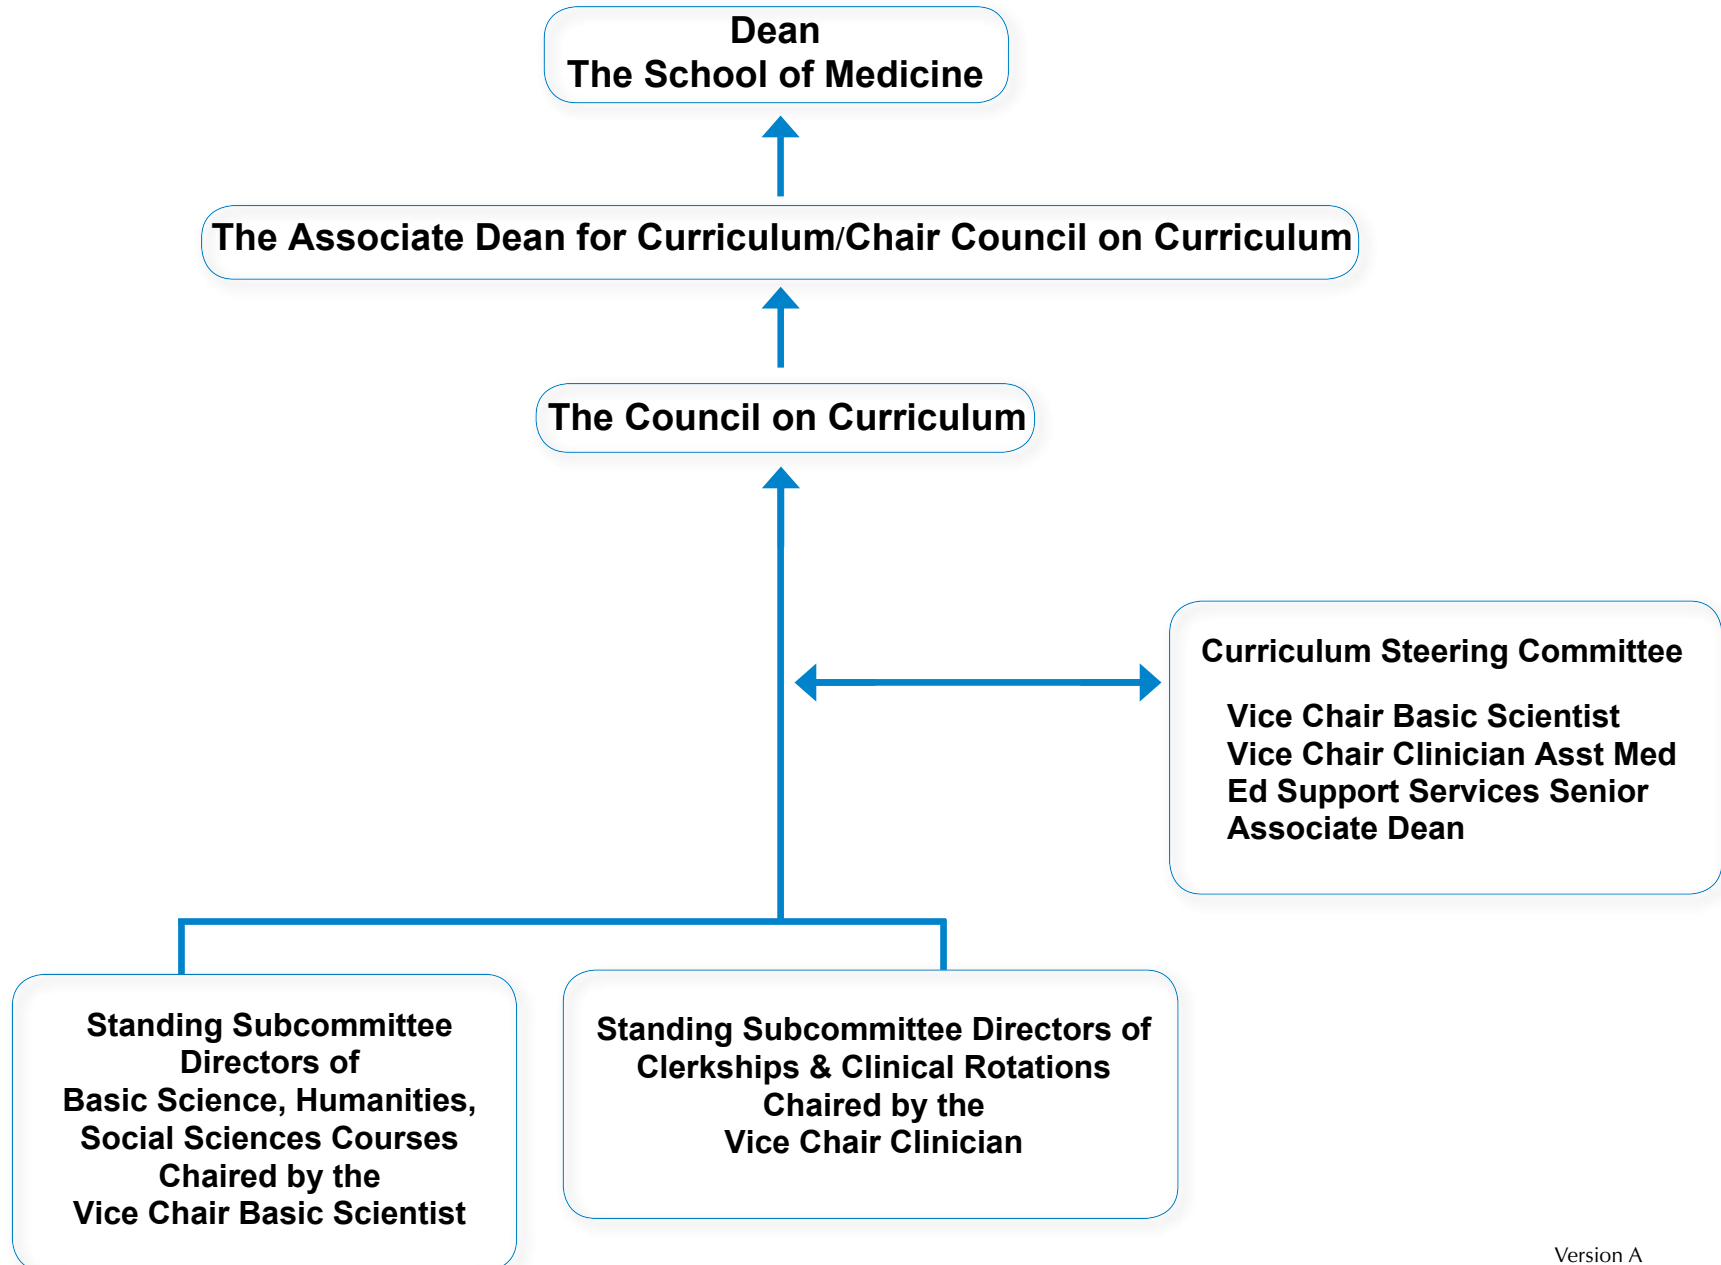 Dean
The School of Medicine
The Associate Dean for Curriculum/Chair Council on Curriculum
The Council on Curriculum
Curriculum Steering Committee
Vice Chair Basic Scientist
Vice Chair Clinician Asst Med
Ed Support Services Senior
Associate Dean
Standing Subcommittee
Directors of
Basic Science, Humanities,
Social Sciences Courses
Chaired by the
Vice Chair Basic Scientist
Standing Subcommittee Directors of
Clerkships & Clinical Rotations
Chaired by the
Vice Chair Clinician
Version A